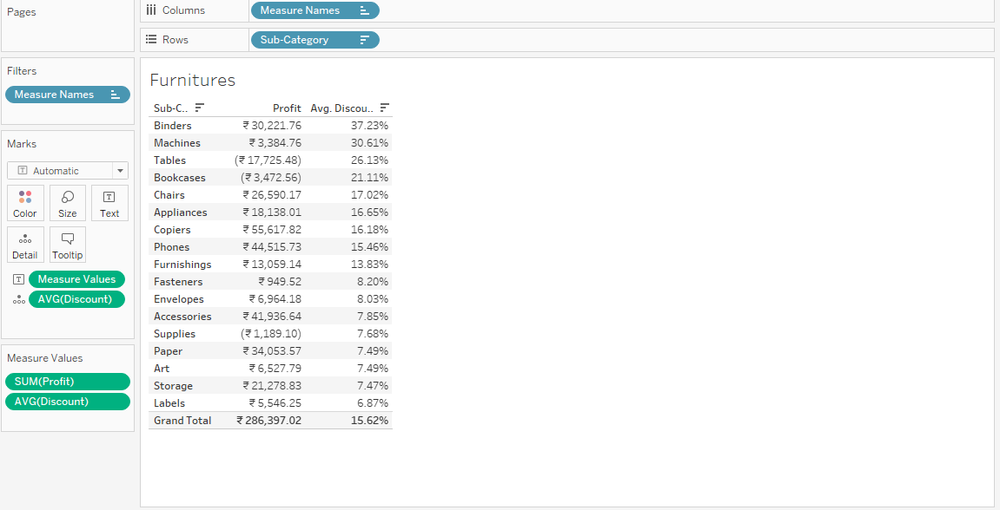 Pages
Columns Measure Names
Rows Sub-Category
Filters
Measure Names
Marks
T Automatic
Color Size T Text
Detail Tooltip
T Measure Values
AVG(Discount)
Measure Values
SUM(Profit)
AVG(Discount)
Furnitures
Sub-C.. Profit Avg. Discou..
Binders ₹ 30,221.76 37.23%
Machines ₹ 3,384.76 30.61%
Tables (₹ 17,725.48) 26.13%
Bookcases (₹ 3,472.56) 21.11%
Chairs ₹ 26,590.17 17.02%
Appliances ₹ 18,138.01 16.65%
Copiers ₹ 55,617.82 16.18%
Phones ₹ 44,515.73 15.46%
Furnishings ₹ 13,059.14 13.83%
Fasteners ₹ 949.52 8.20%
Envelopes ₹ 6,964.18 8.03%
Accessories ₹ 41,936.64 7.85%
Supplies (₹ 1,189.10) 7.68%
Paper ₹ 34,053.57 7.49%
Art ₹ 6,527.79 7.49%
Storage ₹ 21,278.83 7.47%
Labels ₹ 5,546.25 6.87%
Grand Total ₹ 286,397.02 15.62%